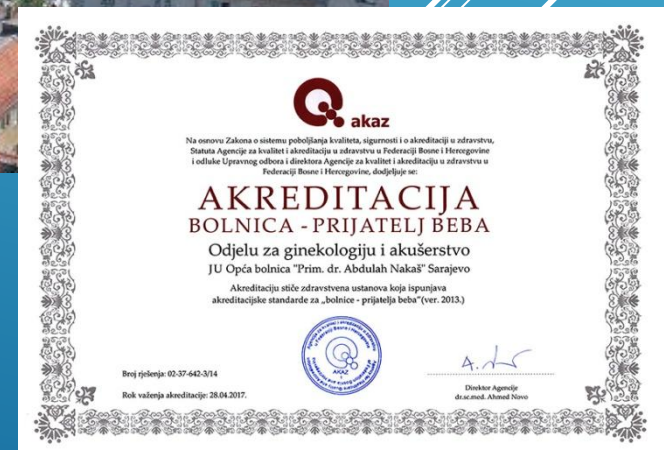 akaz
Na osnovu Zakona o sistemu poboljšanja kvaliteta, sigurnosti i o akreditaciji u zdravstvu,
Statuta Agencije za kvalitet i akreditaciju u zdravstvu u Federaciji Bosne i Hercegovine
i odluke Upravnog odbora i direktora Agencije za kvalitet i akreditaciju u zdravstvu u
Federaciji Bosne i Hercegovine, dodjeljuje se:
AKREDITACIJA
BOLNICA - PRIJATELJ BEBA
Odjelu za ginekologiju i akušerstvo
JU Opća bolnica "Prim. dr. Abdulah Nakaš" Sarajevo
Akreditaciju stiče zdravstvena ustanova koja ispunjava
akreditacijske standarde za „bolnice - prijatelja beba"(ver. 2013.)
AKAZ
Broj rješenja: 02-37-642-3/14
Rok važenja akreditacije: 28.04.2017.
Direktor Agencije
dr.sc.med. Ahmed Novo